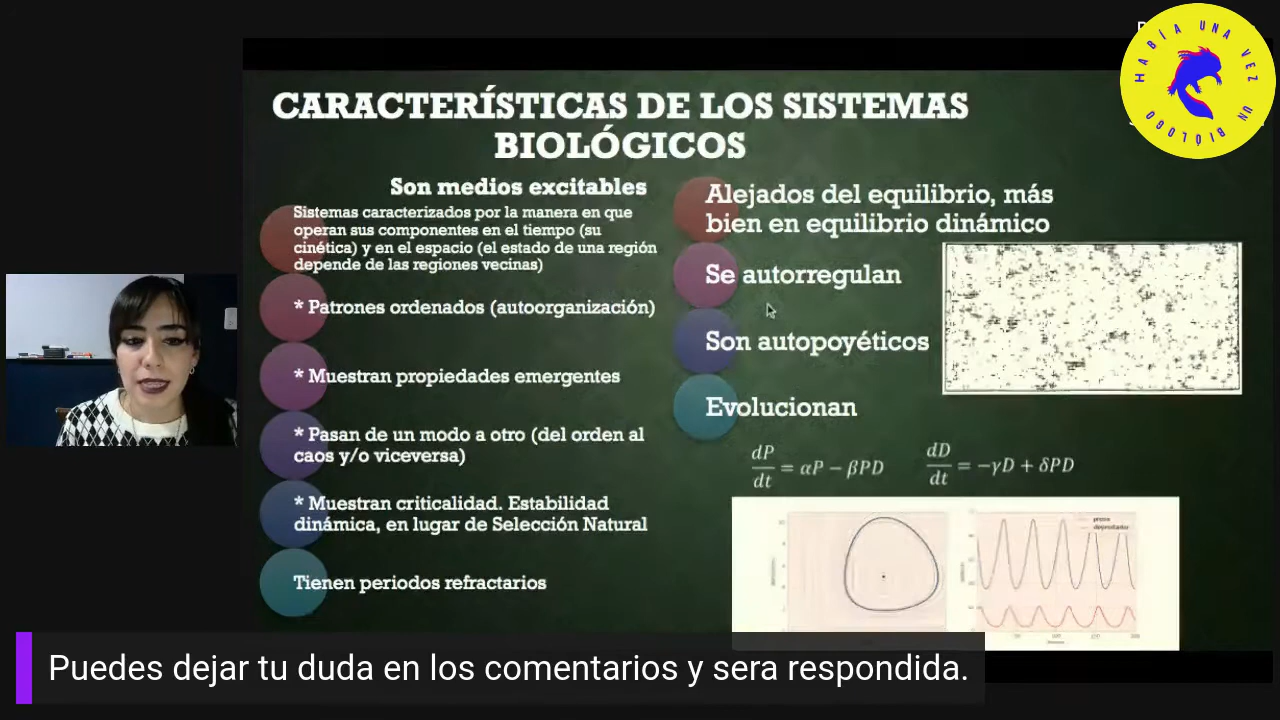 HABÍA UNA VEZ UN BIÓLOGO
CARACTERÍSTICAS DE LOS SISTEMAS
BIOLÓGICOS
Son medios excitables
Sistemas caracterizados por la manera en que
operan sus componentes en el tiempo (su
cinética) y en el espacio (el estado de una región
depende de las regiones vecinas)
* Patrones ordenados (autoorganización)
* Muestran propiedades emergentes
* Pasan de un modo a otro (del orden al
caos y/o viceversa)
* Muestran criticalidad. Estabilidad
dinámica, en lugar de Selección Natural
Tienen periodos refractarios
Alejados del equilibrio, más
bien en equilibrio dinámico
Se autorregulan
Son autopoyéticos
Evolucionan
dP/dt = αP − βPD
dD/dt = −γD + δPD
presa
depredador
Puedes dejar tu duda en los comentarios y sera respondida.